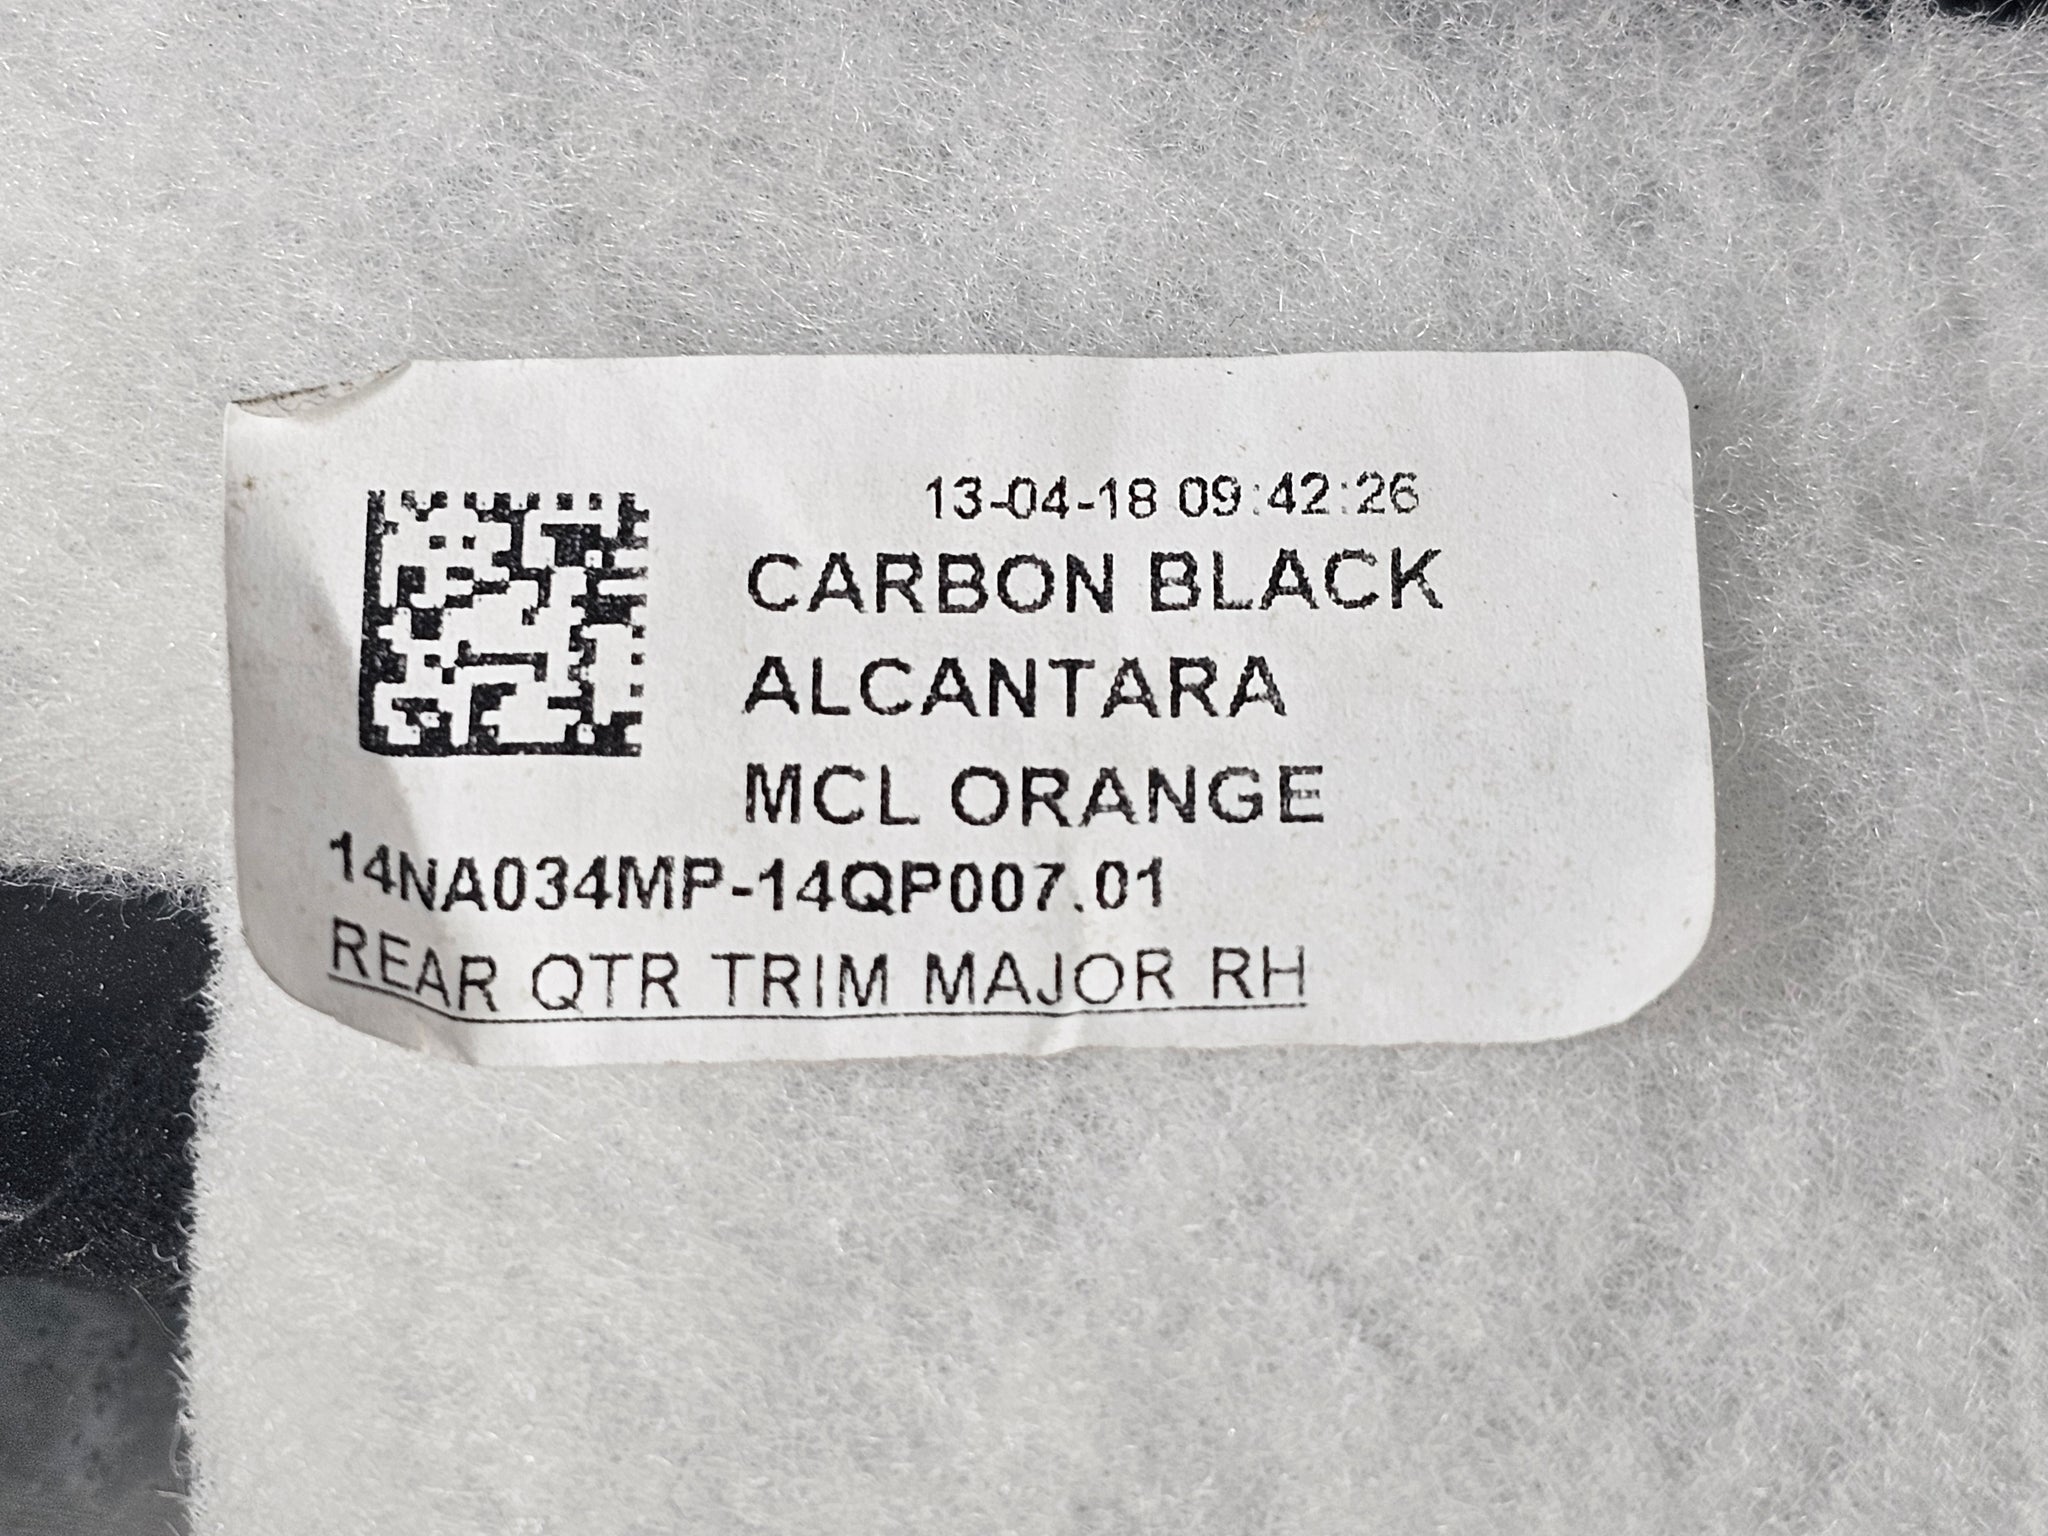 13-04-18 09:42:26
CARBON BLACK
ALCANTARA
MCL ORANGE
14NA034MP-14QP007.01
REAR QTR TRIM MAJOR RH